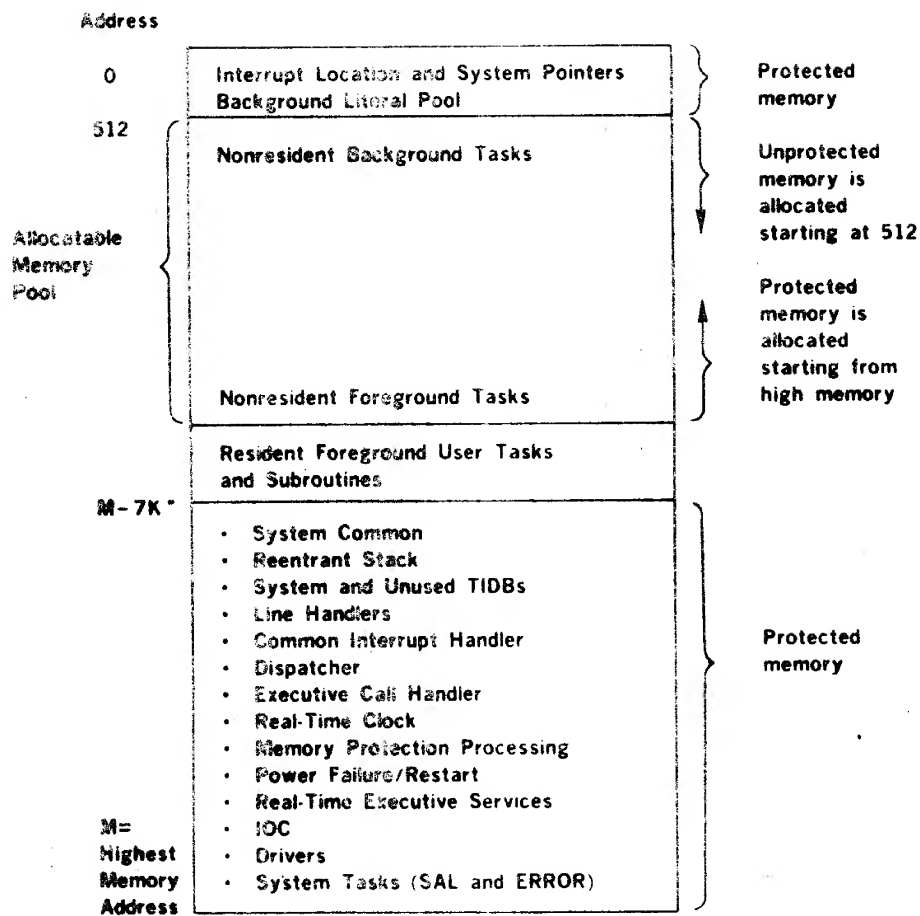 Address
0
Interrupt Location and System Pointers
Background Literal Pool
Protected
memory
512
Nonresident Background Tasks
Unprotected
memory is
allocated
starting at 512
Allocatable
Memory
Pool
Protected
memory is
allocated
starting from
high memory
Nonresident Foreground Tasks
Resident Foreground User Tasks
and Subroutines
M-7K*
· System Common
· Reentrant Stack
· System and Unused TIDBs
· Line Handlers
· Common Interrupt Handler
· Dispatcher
· Executive Call Handler
· Real-Time Clock
· Memory Protection Processing
· Power Failure/Restart
· Real-Time Executive Services
· IOC
· Drivers
· System Tasks (SAL and ERROR)
Protected
memory
M=
Highest
Memory
Address